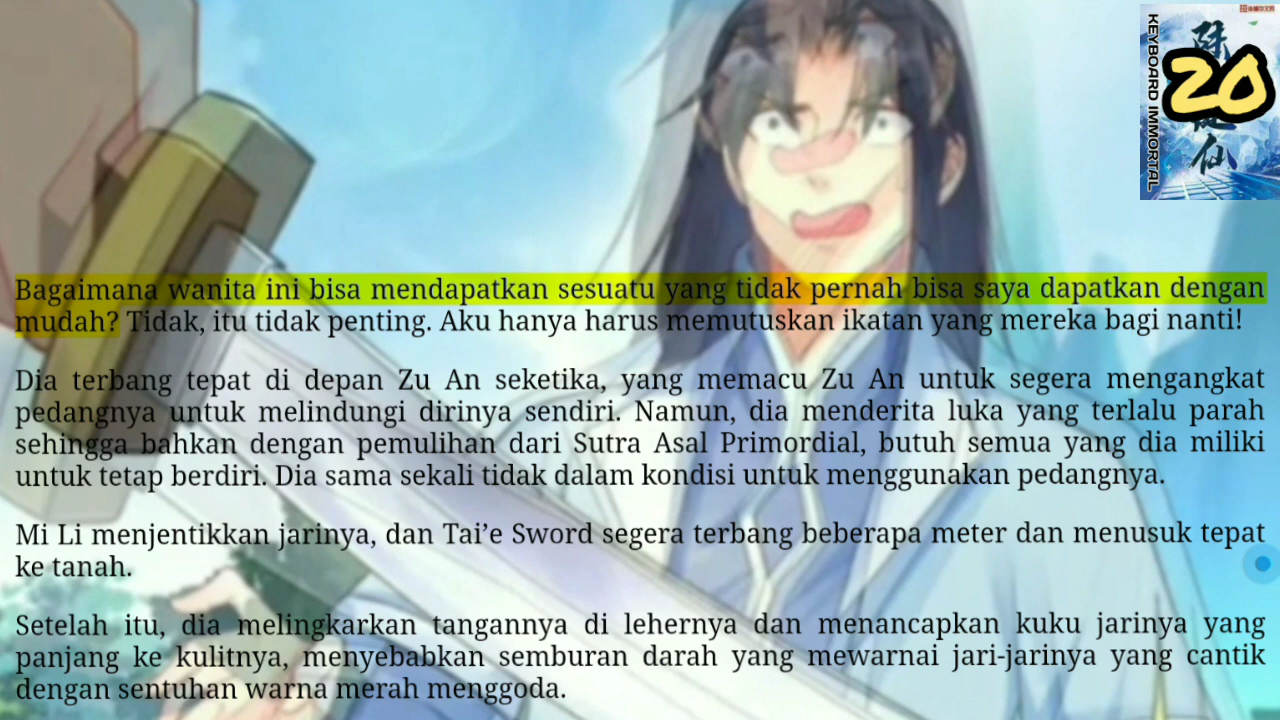 KEYBOARD IMMORTAL
20
仙
Bagaimana wanita ini bisa mendapatkan sesuatu yang tidak pernah bisa saya dapatkan dengan
mudah? Tidak, itu tidak penting. Aku hanya harus memutuskan ikatan yang mereka bagi nanti!
Dia terbang tepat di depan Zu An seketika, yang memacu Zu An untuk segera mengangkat
pedangnya untuk melindungi dirinya sendiri. Namun, dia menderita luka yang terlalu parah
sehingga bahkan dengan pemulihan dari Sutra Asal Primordial, butuh semua yang dia miliki
untuk tetap berdiri. Dia sama sekali tidak dalam kondisi untuk menggunakan pedangnya.
Mi Li menjentikkan jarinya, dan Tai’e Sword segera terbang beberapa meter dan menusuk tepat
ke tanah.
Setelah itu, dia melingkarkan tangannya di lehernya dan menancapkan kuku jarinya yang
panjang ke kulitnya, menyebabkan semburan darah yang mewarnai jari-jarinya yang cantik
dengan sentuhan warna merah menggoda.